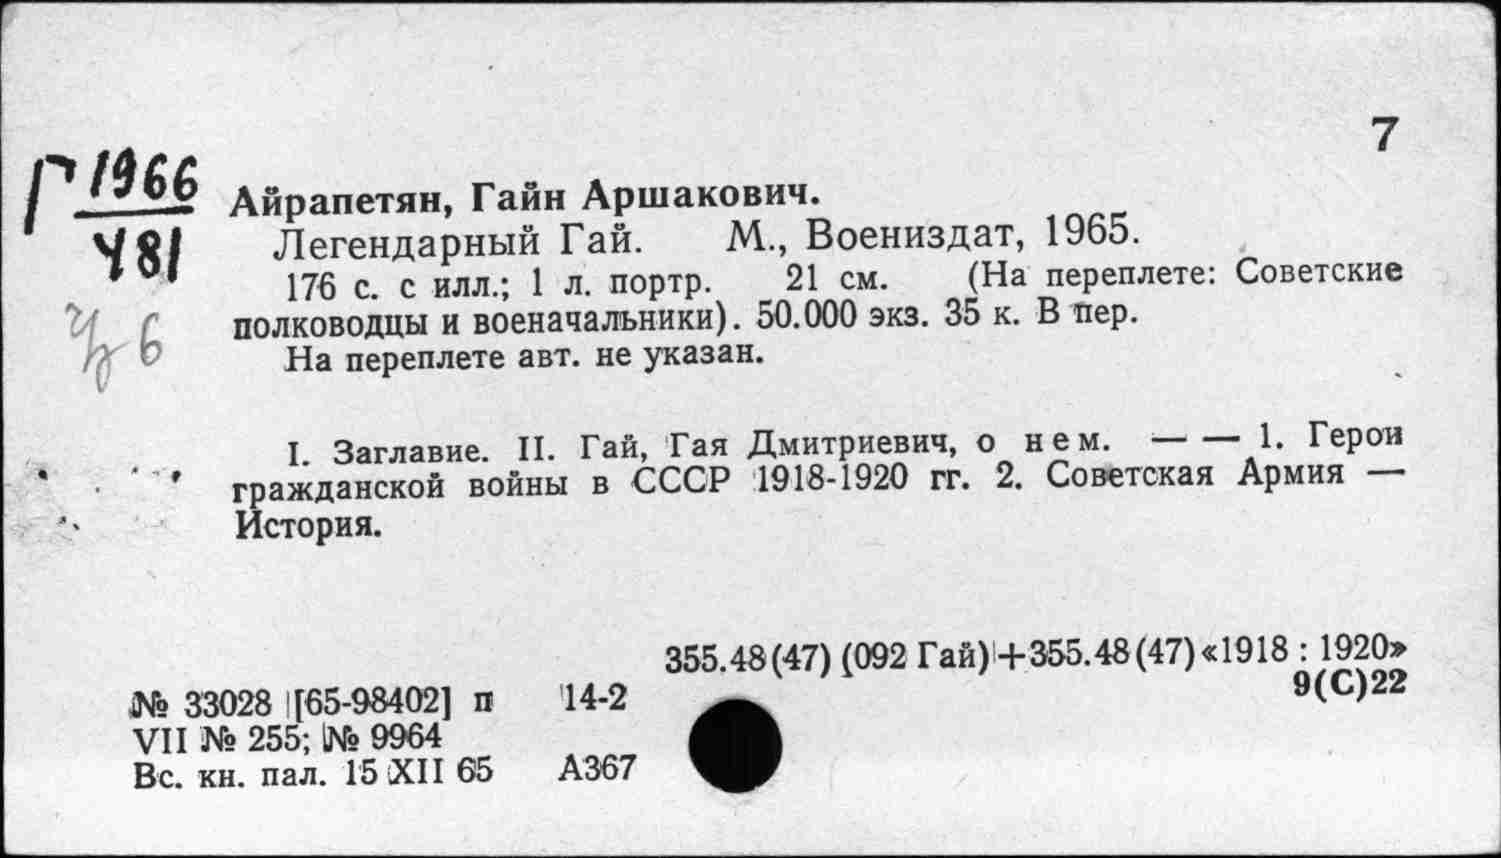 7
Г 1966
481
Айрапетян, Гайн Аршакович.
Легендарный Гай. М., Воениздат, 1965.
176 с. с илл.; 1 л. портр. 21 см. (На переплете: Советские
полководцы и военачальники). 50.000 экз. 35 к. В пер.
На переплете авт. не указан.
I. Заглавие. II. Гай, Гая Дмитриевич, о нем. — — 1. Герои
гражданской войны в СССР 1918-1920 гг. 2. Советская Армия —
История.
355.48(47) (092 Гай)+355.48(47)«1918 : 1920»
9(С)22
№ 33028 [65-98402] п 14-2
VII № 255; № 9964
Вс. кн. пал. 15 XII 65 А367